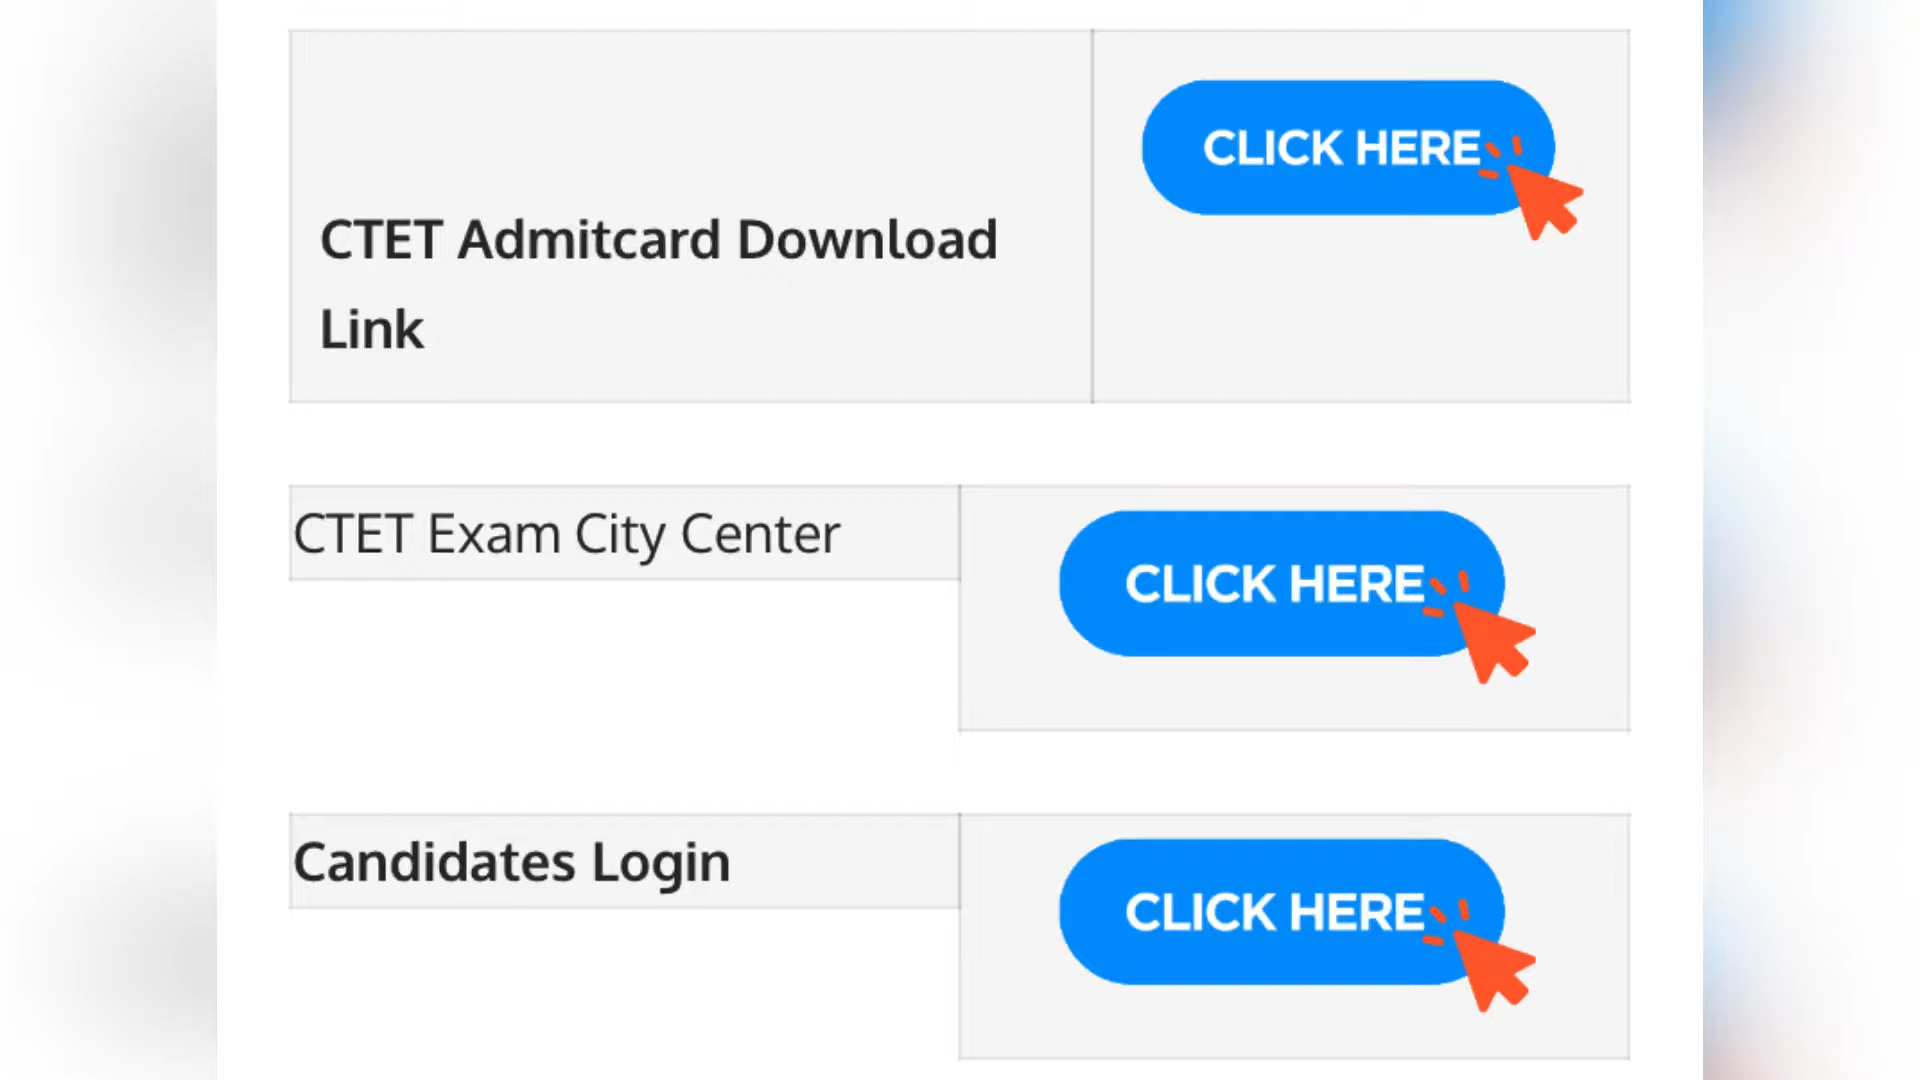 CLICK HERE
CTET Admitcard Download
Link
CTET Exam City Center
CLICK HERE
Candidates Login
CLICK HERE